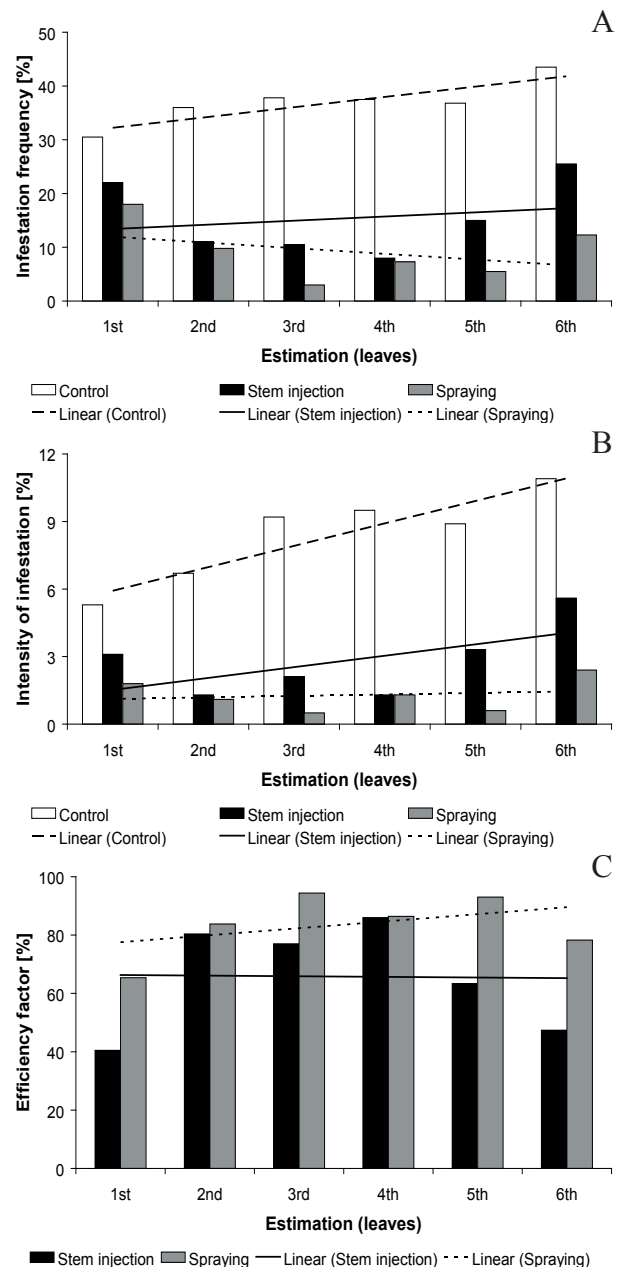 A
Infestation frequency [%]
50
40
30
20
10
0
1st 2nd 3rd 4th 5th 6th
Estimation (leaves)
Control Stem injection Spraying
Linear (Control) Linear (Stem injection) Linear (Spraying)
B
Intensity of infestation [%]
12
9
6
3
0
1st 2nd 3rd 4th 5th 6th
Estimation (leaves)
Control Stem injection Spraying
Linear (Control) Linear (Stem injection) Linear (Spraying)
C
Efficiency factor [%]
100
80
60
40
20
0
1st 2nd 3rd 4th 5th 6th
Estimation (leaves)
Stem injection Spraying Linear (Stem injection) Linear (Spraying)